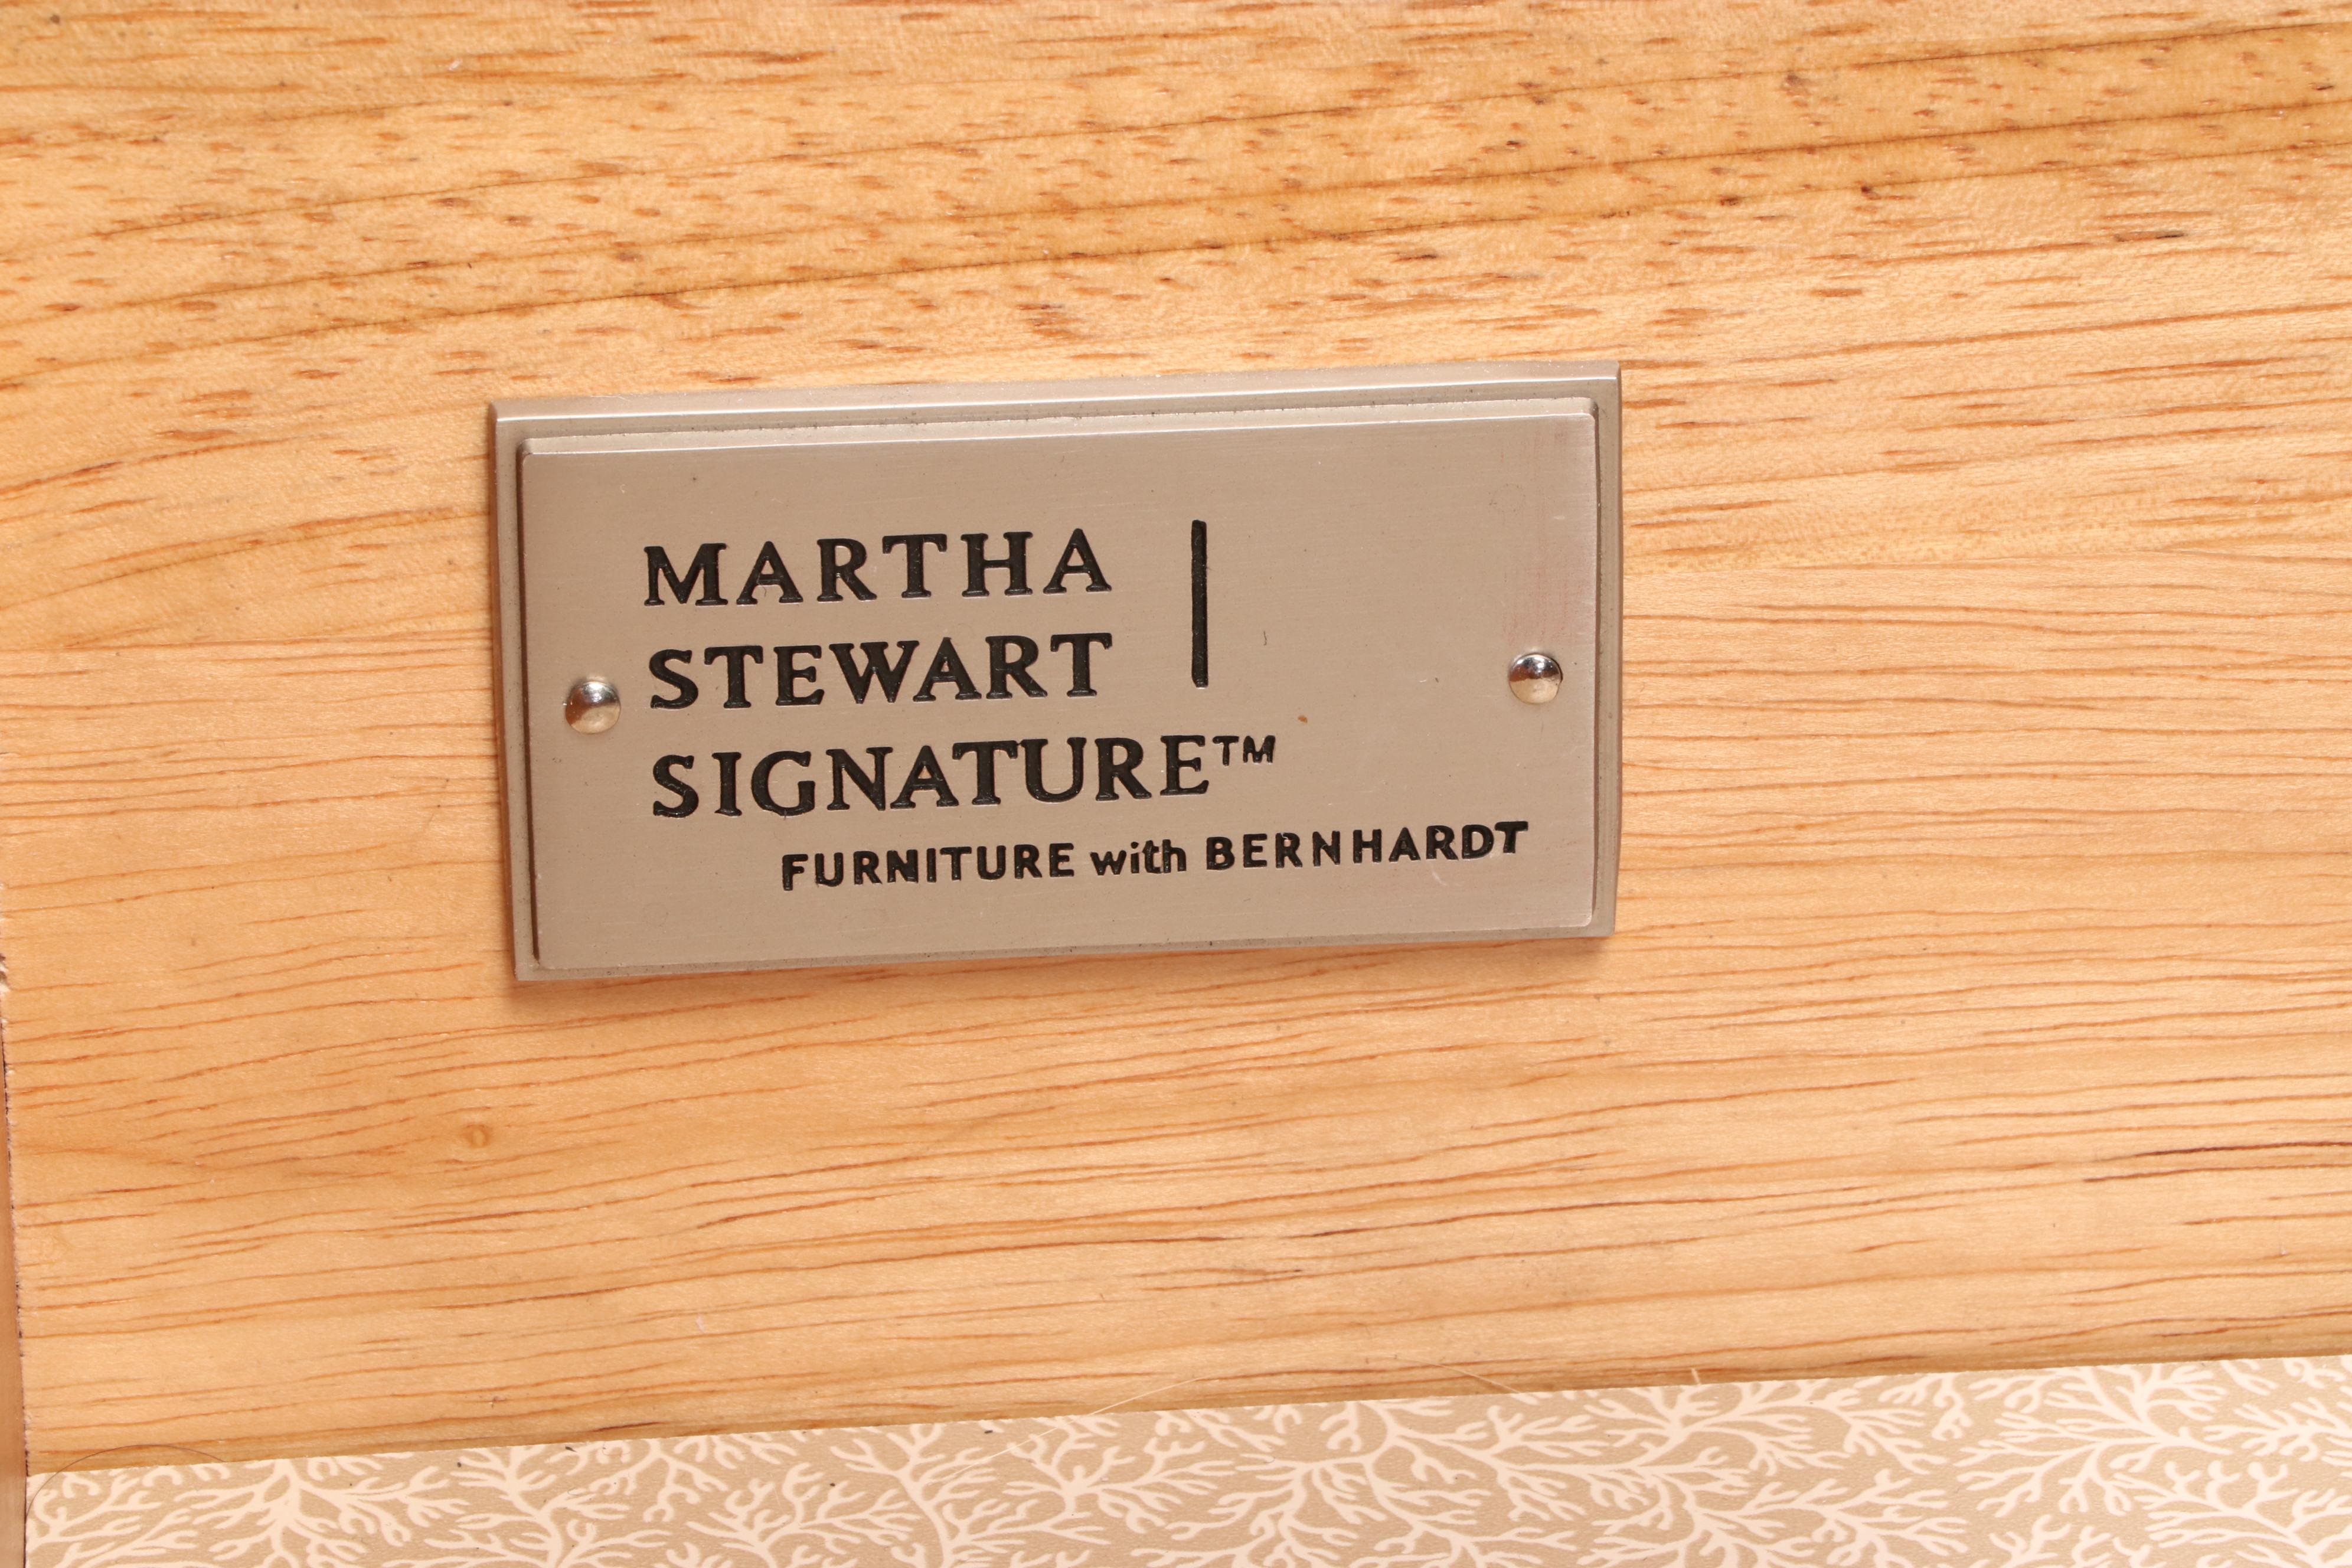 MARTHA
STEWART
SIGNATURE™
FURNITURE with BERNHARDT